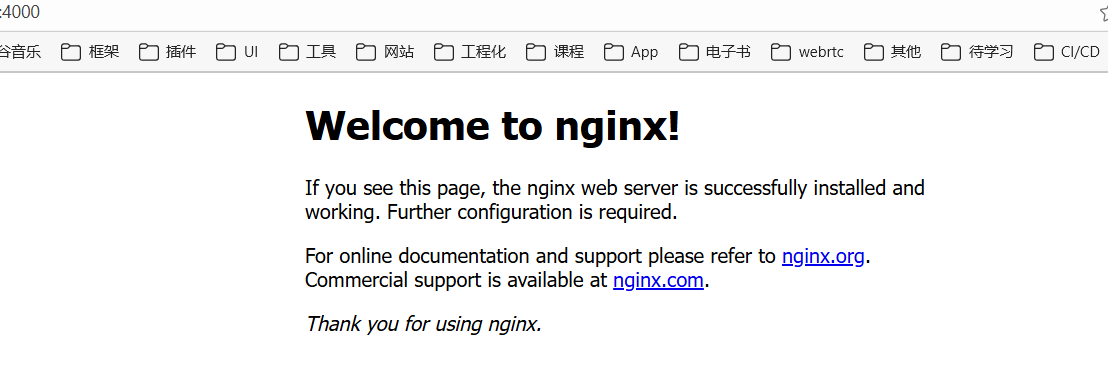 :4000
谷音乐 框架 插件 UI 工具 网站 工程化 课程 App 电子书 webrtc 其他 待学习 CI/CD
Welcome to nginx!
If you see this page, the nginx web server is successfully installed and
working. Further configuration is required.
For online documentation and support please refer to nginx.org.
Commercial support is available at nginx.com.
Thank you for using nginx.